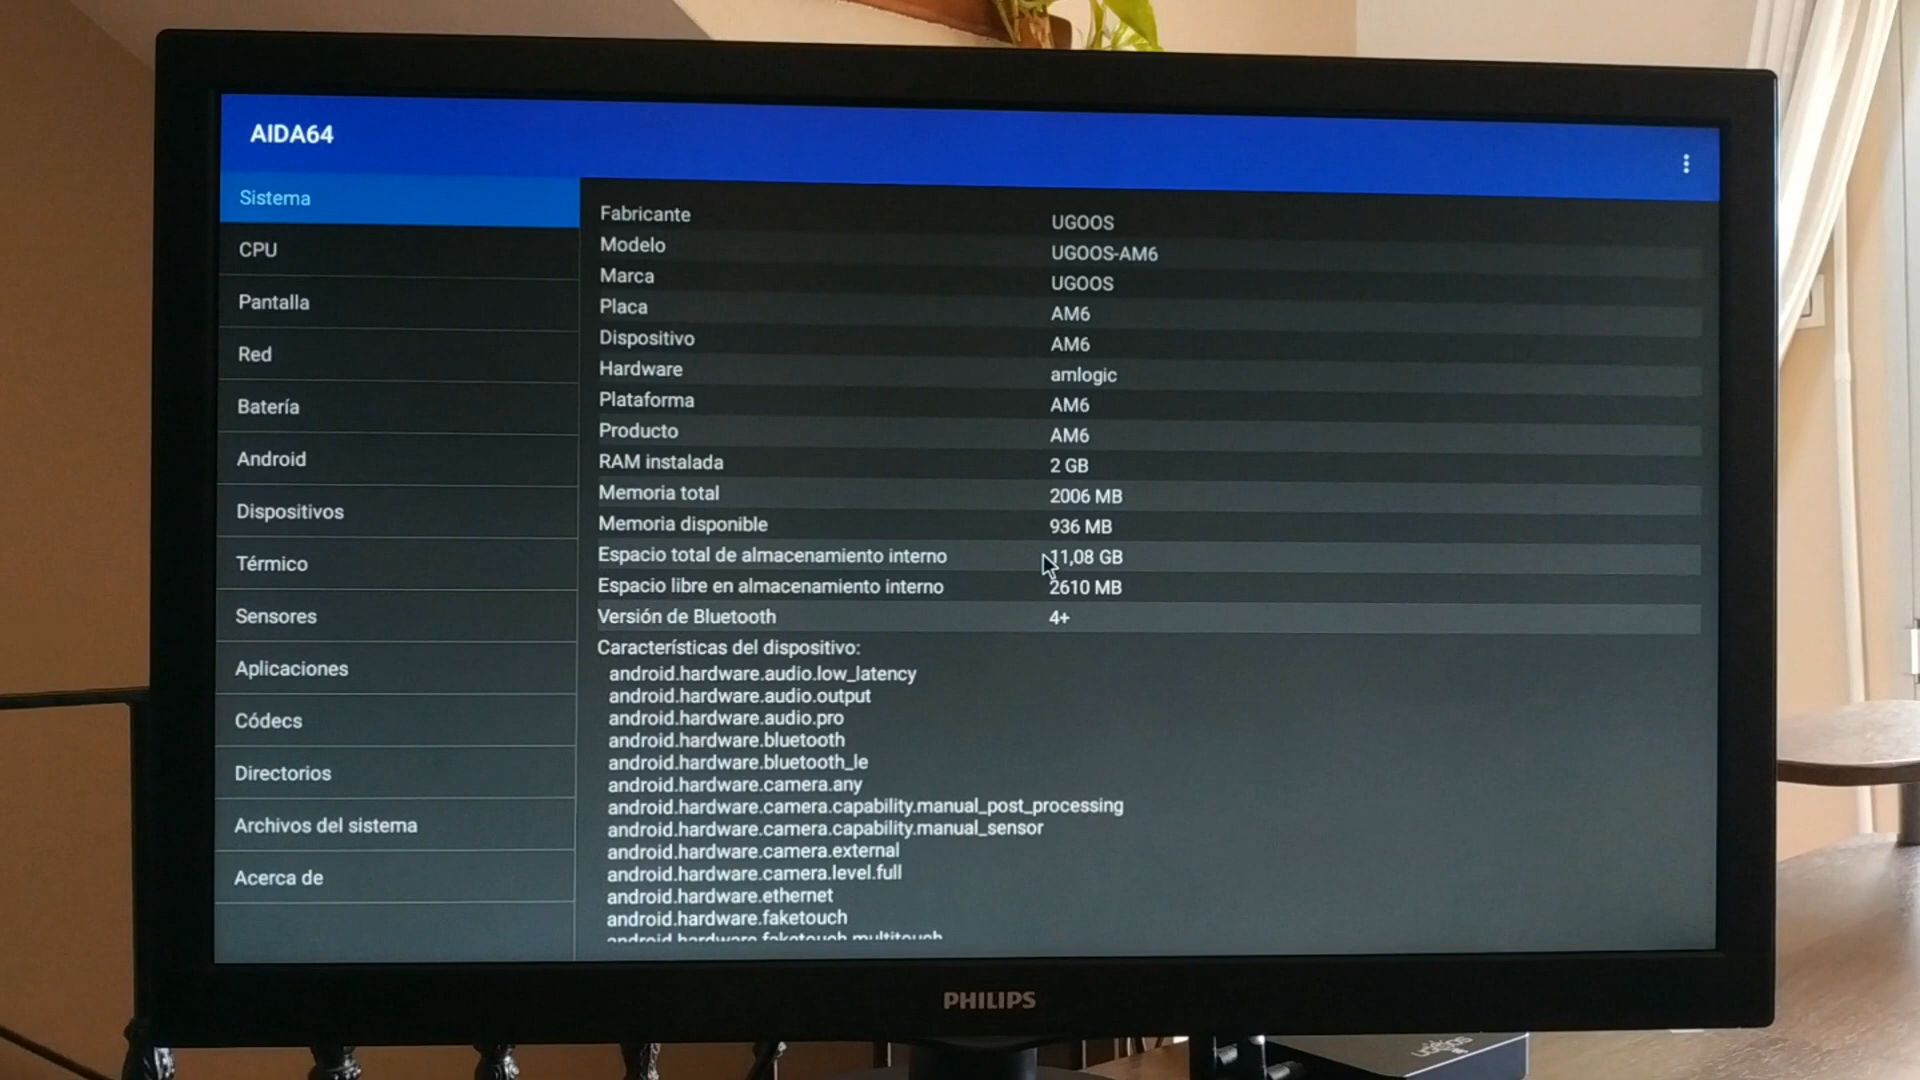 AIDA64
Sistema
CPU
Pantalla
Red
Batería
Android
Dispositivos
Térmico
Sensores
Aplicaciones
Códecs
Directorios
Archivos del sistema
Acerca de
Fabricante UGOOS
Modelo UGOOS-AM6
Marca UGOOS
Placa AM6
Dispositivo AM6
Hardware amlogic
Plataforma AM6
Producto AM6
RAM instalada 2 GB
Memoria total 2006 MB
Memoria disponible 936 MB
Espacio total de almacenamiento interno 11,08 GB
Espacio libre en almacenamiento interno 2610 MB
Versión de Bluetooth 4+
Características del dispositivo:
android.hardware.audio.low_latency
android.hardware.audio.output
android.hardware.audio.pro
android.hardware.bluetooth
android.hardware.bluetooth_le
android.hardware.camera.any
android.hardware.camera.capability.manual_post_processing
android.hardware.camera.capability.manual_sensor
android.hardware.camera.external
android.hardware.camera.level.full
android.hardware.ethernet
android.hardware.faketouch
android.hardware.faketouch.multitouch
PHILIPS
ugoos